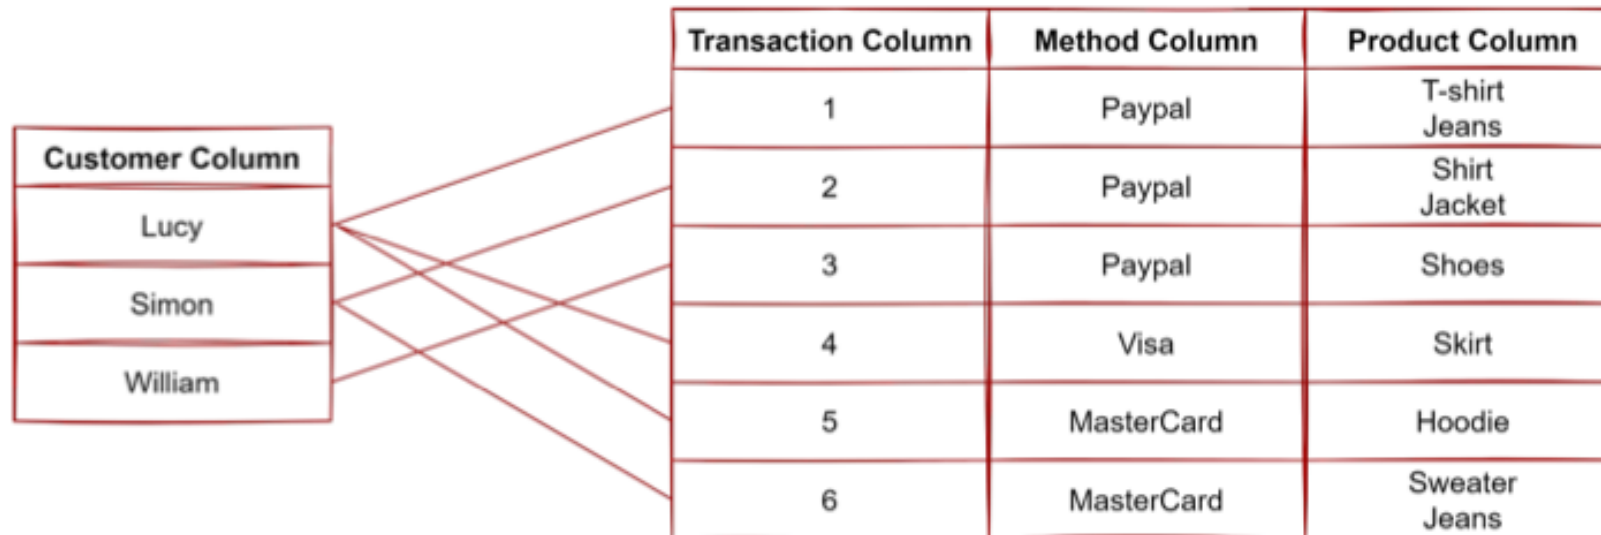 Customer Column
Lucy
Simon
William
Transaction Column Method Column Product Column
1 Paypal T-shirt
Jeans
2 Paypal Shirt
Jacket
3 Paypal Shoes
4 Visa Skirt
5 MasterCard Hoodie
6 MasterCard Sweater
Jeans